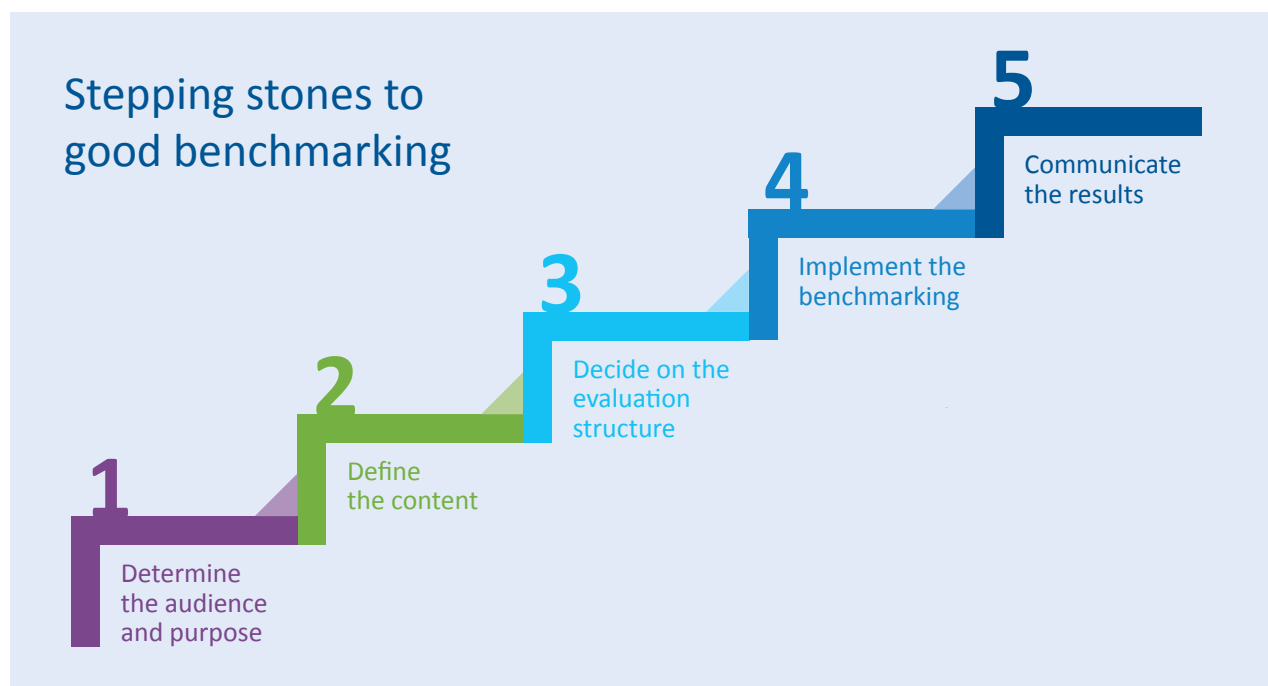 Stepping stones to
good benchmarking
1
Determine
the audience
and purpose
2
Define
the content
3
Decide on the
evaluation
structure
4
Implement the
benchmarking
5
Communicate
the results